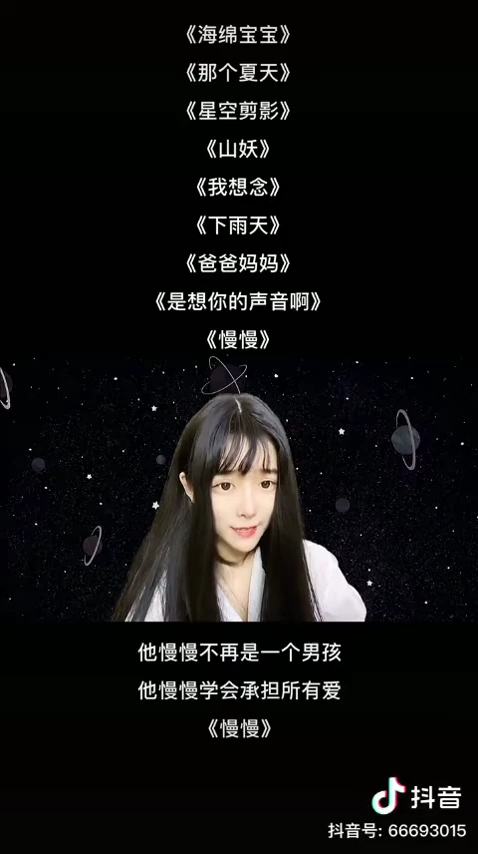 《海绵宝宝》
《那个夏天》
《星空剪影》
《山妖》
《我想念》
《下雨天》
《爸爸妈妈》
《是想你的声音啊》
《慢慢》
他慢慢不再是一个男孩
他慢慢学会承担所有爱
《慢慢》
抖音
抖音号: 66693015